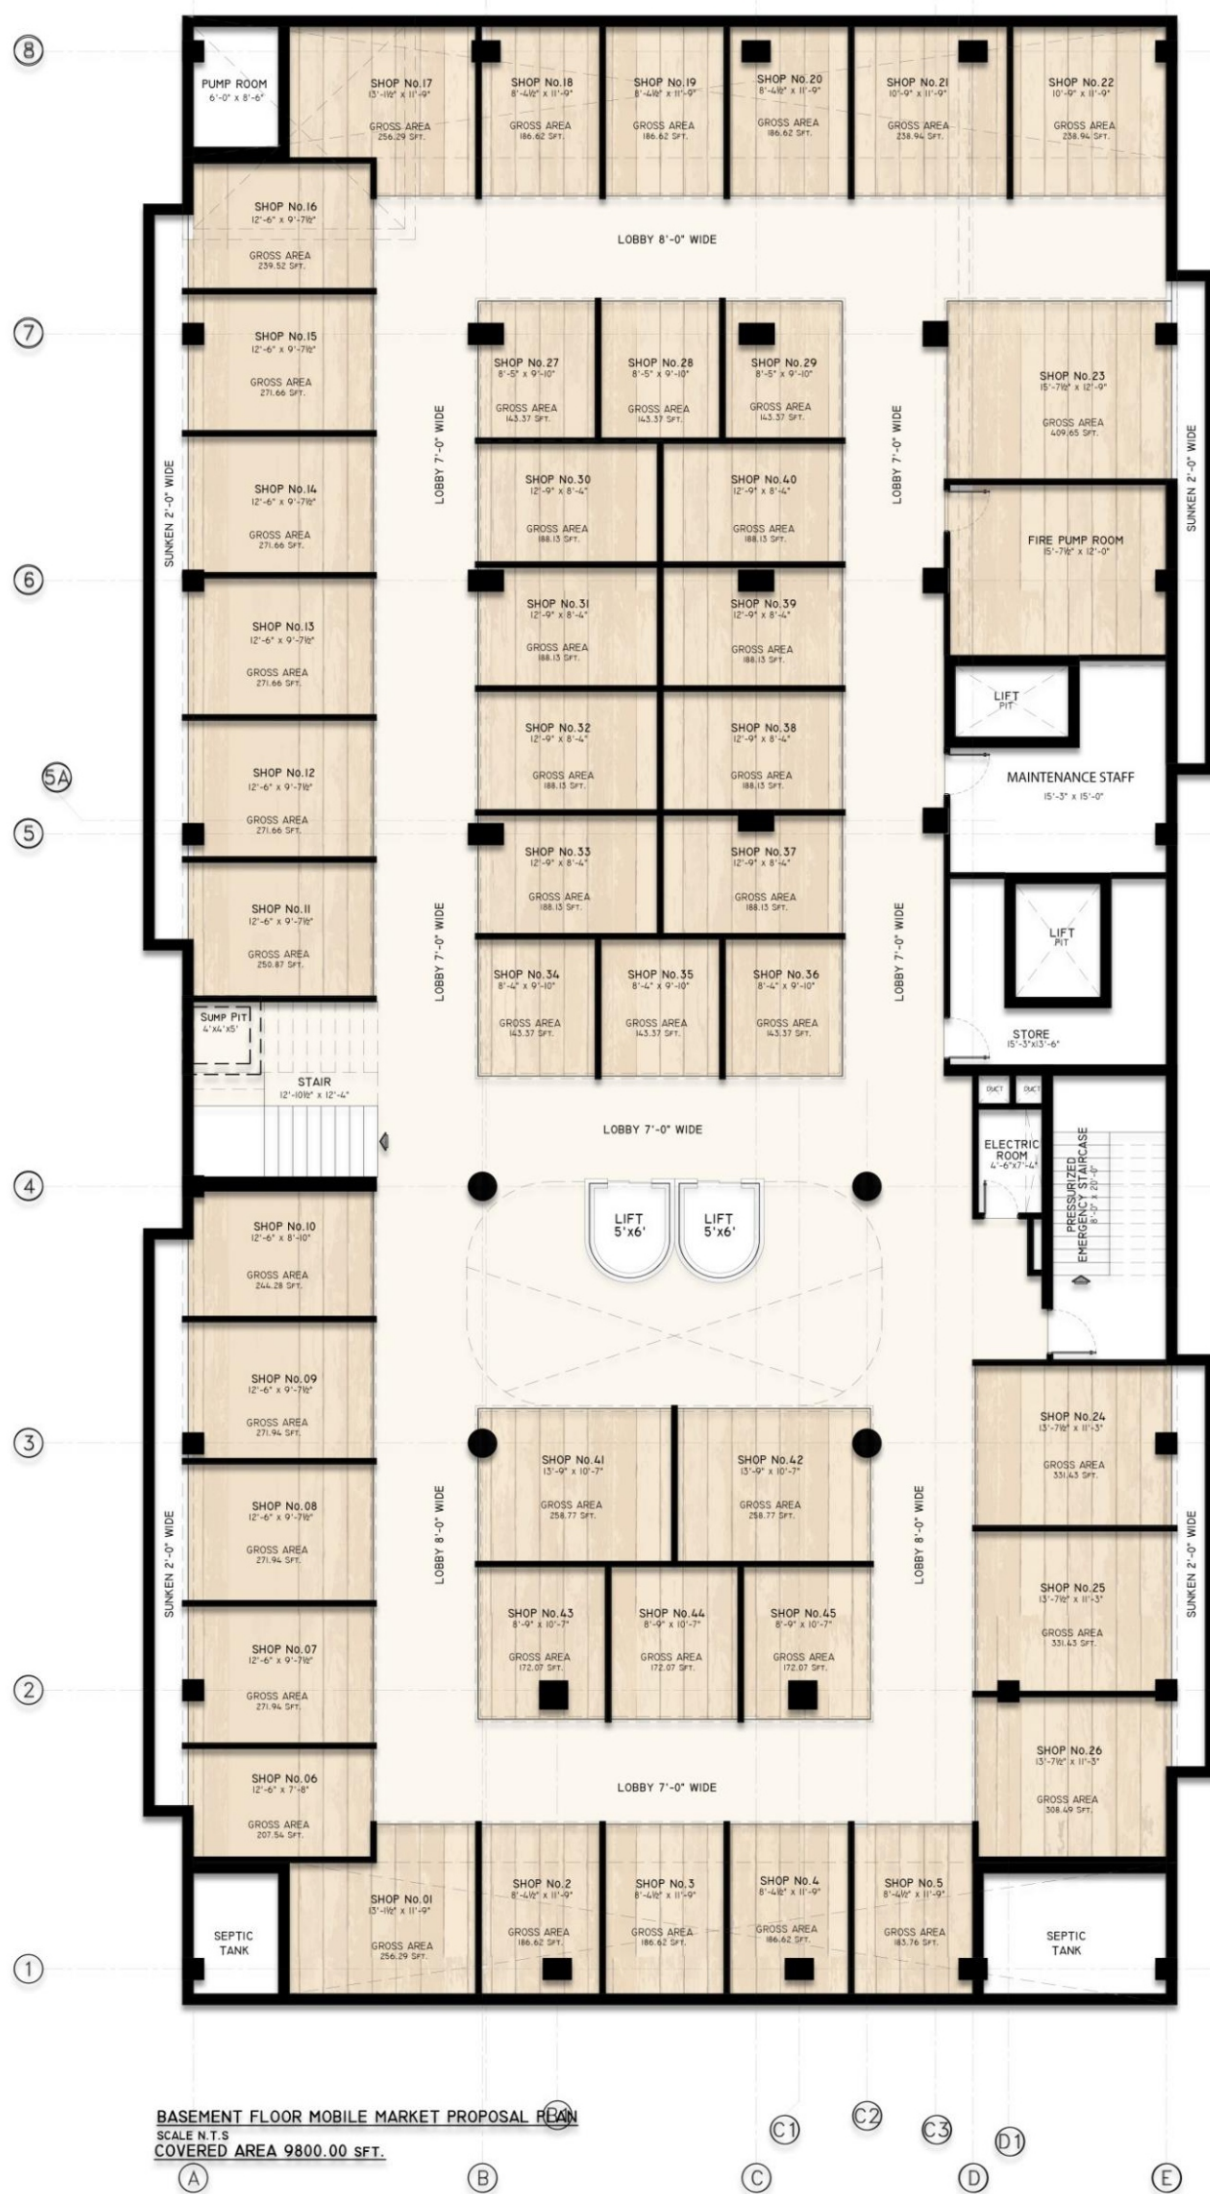 8
PUMP ROOM
6'-0" x 8'-6"
SHOP No.17
13'-1½" x 11'-9"
GROSS AREA
256.29 SFT.
SHOP No.18
8'-4½" x 11'-9"
GROSS AREA
186.62 SFT.
SHOP No.19
8'-4½" x 11'-9"
GROSS AREA
186.62 SFT.
SHOP No.20
8'-4½" x 11'-9"
GROSS AREA
186.62 SFT.
SHOP No.21
10'-9" x 11'-9"
GROSS AREA
238.94 SFT.
SHOP No.22
10'-9" x 11'-9"
GROSS AREA
238.94 SFT.
SHOP No.16
12'-6" x 9'-7½"
GROSS AREA
239.52 SFT.
LOBBY 8'-0" WIDE
7
SHOP No.15
12'-6" x 9'-7½"
GROSS AREA
271.66 SFT.
SHOP No.27
8'-5" x 9'-10"
GROSS AREA
143.37 SFT.
SHOP No.28
8'-5" x 9'-10"
GROSS AREA
143.37 SFT.
SHOP No.29
8'-5" x 9'-10"
GROSS AREA
143.37 SFT.
SHOP No.23
15'-7½" x 12'-9"
GROSS AREA
409.65 SFT.
LOBBY 7'-0" WIDE
LOBBY 7'-0" WIDE
SUNKEN 2'-0" WIDE
SUNKEN 2'-0" WIDE
SHOP No.14
12'-6" x 9'-7½"
GROSS AREA
271.66 SFT.
SHOP No.30
12'-9" x 8'-4"
GROSS AREA
188.13 SFT.
SHOP No.40
12'-9" x 8'-4"
GROSS AREA
188.13 SFT.
FIRE PUMP ROOM
15'-7½" x 12'-0"
6
SHOP No.13
12'-6" x 9'-7½"
GROSS AREA
271.66 SFT.
SHOP No.31
12'-9" x 8'-4"
GROSS AREA
188.13 SFT.
SHOP No.39
12'-9" x 8'-4"
GROSS AREA
188.13 SFT.
LIFT
PIT
5A
SHOP No.12
12'-6" x 9'-7½"
GROSS AREA
271.66 SFT.
SHOP No.32
12'-9" x 8'-4"
GROSS AREA
188.13 SFT.
SHOP No.38
12'-9" x 8'-4"
GROSS AREA
188.13 SFT.
MAINTENANCE STAFF
15'-3" x 15'-0"
5
SHOP No.11
12'-6" x 9'-7½"
GROSS AREA
250.87 SFT.
SHOP No.33
12'-9" x 8'-4"
GROSS AREA
188.13 SFT.
SHOP No.37
12'-9" x 8'-4"
GROSS AREA
188.13 SFT.
LOBBY 7'-0" WIDE
LOBBY 7'-0" WIDE
LIFT
PIT
SHOP No.34
8'-4" x 9'-10"
GROSS AREA
143.37 SFT.
SHOP No.35
8'-4" x 9'-10"
GROSS AREA
143.37 SFT.
SHOP No.36
8'-4" x 9'-10"
GROSS AREA
143.37 SFT.
SUMP PIT
4'x4'x5'
STORE
15'-3"x13'-6"
STAIR
12'-10½" x 12'-4"
DUCT
DUCT
LOBBY 7'-0" WIDE
ELECTRIC
ROOM
4'-6"x7'-4"
PRESSURIZED
EMERGENCY STAIRCASE
8'-0" x 20'-0"
4
SHOP No.10
12'-6" x 8'-10"
GROSS AREA
244.28 SFT.
LIFT
5'x6'
LIFT
5'x6'
SHOP No.09
12'-6" x 9'-7½"
GROSS AREA
271.94 SFT.
3
SHOP No.41
13'-9" x 10'-7"
GROSS AREA
258.77 SFT.
SHOP No.42
13'-9" x 10'-7"
GROSS AREA
258.77 SFT.
SHOP No.24
13'-7½" x 11'-3"
GROSS AREA
331.43 SFT.
SHOP No.08
12'-6" x 9'-7½"
GROSS AREA
271.94 SFT.
SUNKEN 2'-0" WIDE
LOBBY 8'-0" WIDE
LOBBY 8'-0" WIDE
SUNKEN 2'-0" WIDE
SHOP No.07
12'-6" x 9'-7½"
GROSS AREA
271.94 SFT.
SHOP No.43
8'-9" x 10'-7"
GROSS AREA
172.07 SFT.
SHOP No.44
8'-9" x 10'-7"
GROSS AREA
172.07 SFT.
SHOP No.45
8'-9" x 10'-7"
GROSS AREA
172.07 SFT.
SHOP No.25
13'-7½" x 11'-3"
GROSS AREA
331.43 SFT.
2
SHOP No.06
12'-6" x 7'-8"
GROSS AREA
207.54 SFT.
LOBBY 7'-0" WIDE
SHOP No.26
13'-7½" x 11'-3"
GROSS AREA
308.49 SFT.
SEPTIC
TANK
SHOP No.01
13'-1½" x 11'-9"
GROSS AREA
256.29 SFT.
SHOP No.2
8'-4½" x 11'-9"
GROSS AREA
186.62 SFT.
SHOP No.3
8'-4½" x 11'-9"
GROSS AREA
186.62 SFT.
SHOP No.4
8'-4½" x 11'-9"
GROSS AREA
186.62 SFT.
SHOP No.5
8'-4½" x 11'-9"
GROSS AREA
183.76 SFT.
SEPTIC
TANK
1
BASEMENT FLOOR MOBILE MARKET PROPOSAL PLAN
SCALE N.T.S
COVERED AREA 9800.00 SFT.
C1
C2
C3
D1
A
B
C
D
E